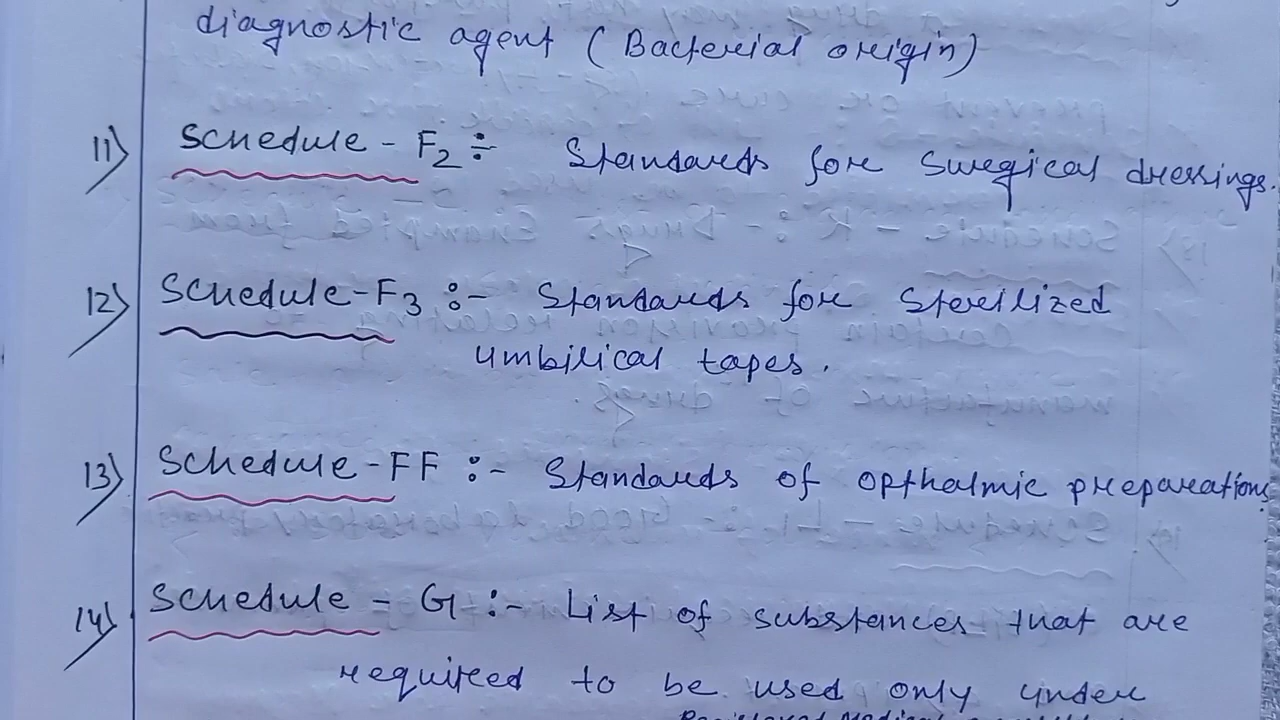 diagnostic agent (Bacterial origin)
11) Schedule - F2 :- Standards for Surgical dressings.
12) Schedule-F3 :- Standards for Sterilized
umbilical tapes.
13) Schedule-FF :- Standards of opthalmic preparations
14) Schedule - G :- List of substances that are
required to be used only under
Registered Medical